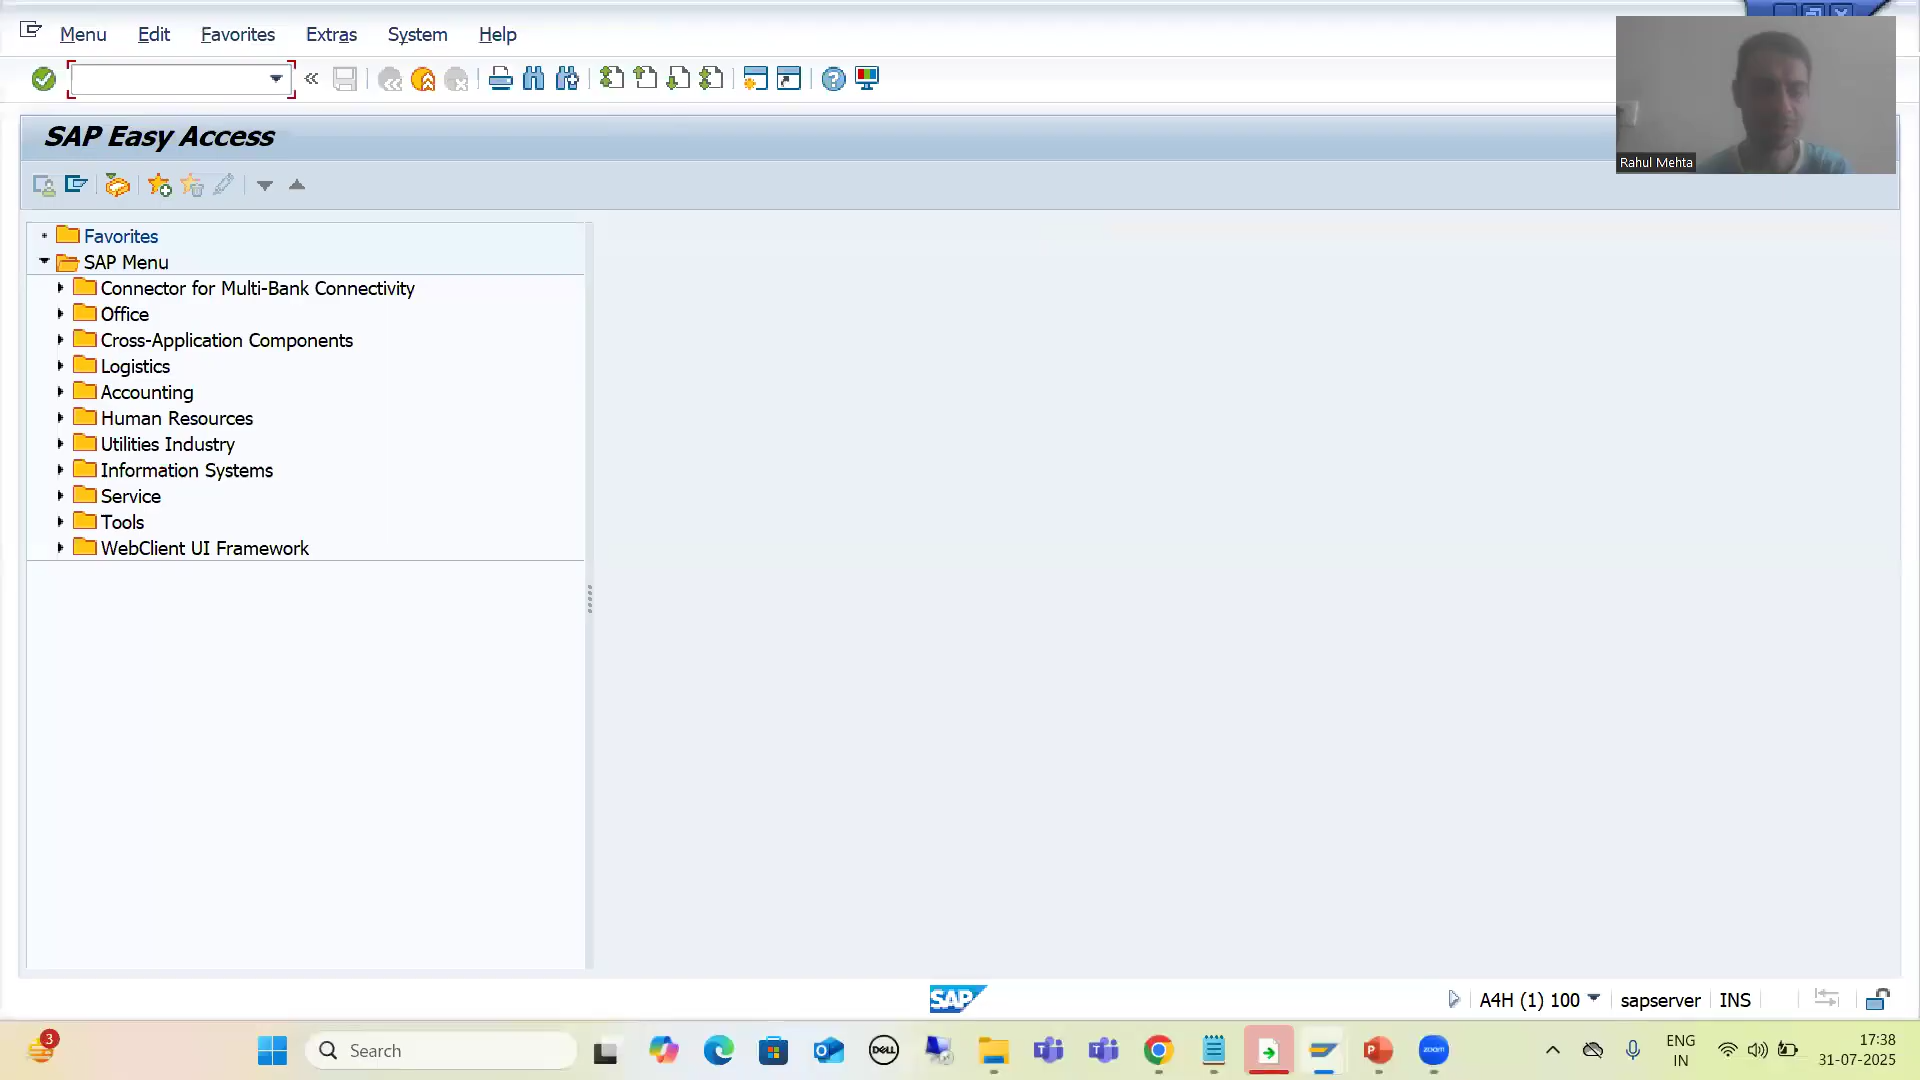 Menu Edit Favorites Extras System Help
SAP Easy Access
Rahul Mehta
Favorites
SAP Menu
Connector for Multi-Bank Connectivity
Office
Cross-Application Components
Logistics
Accounting
Human Resources
Utilities Industry
Information Systems
Service
Tools
WebClient UI Framework
SAP
A4H (1) 100 sapserver INS
3
Search
DELL
zoom
ENG
IN
17:38
31-07-2025